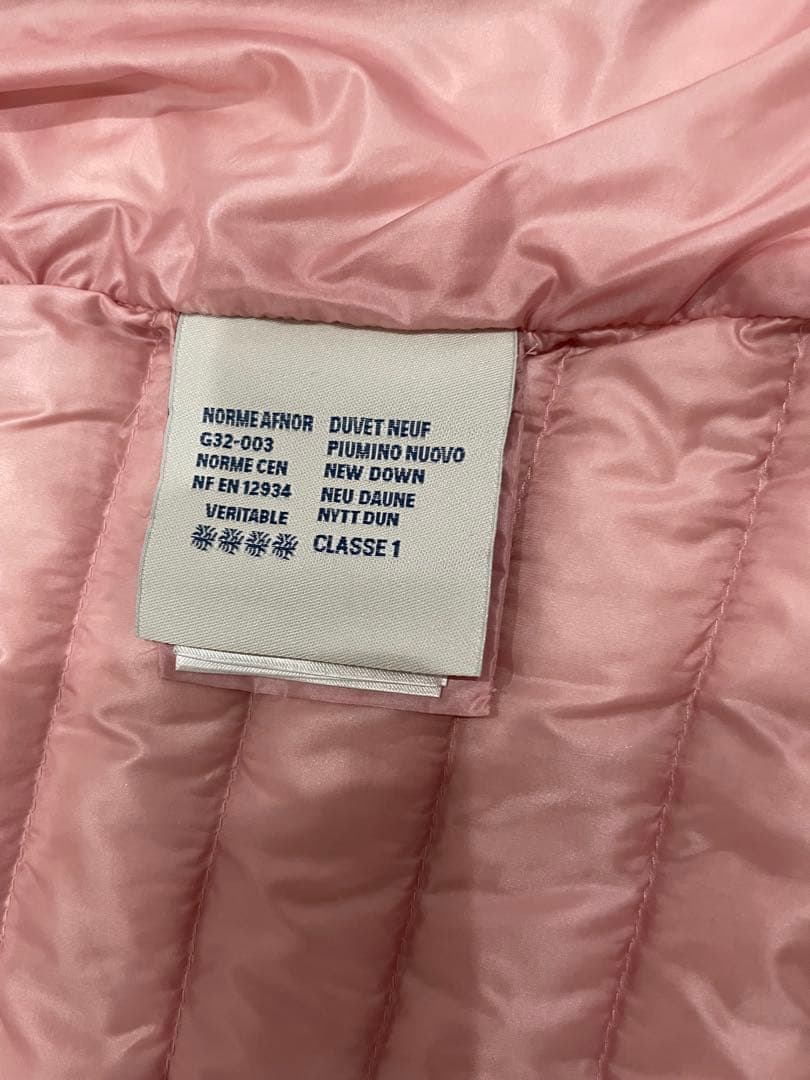 NORME AFNOR
G32-003
NORME CEN
NF EN 12934
VERITABLE
DUVET NEUF
PIUMINO NUOVO
NEW DOWN
NEU DAUNE
NYTT DUN
CLASSE 1